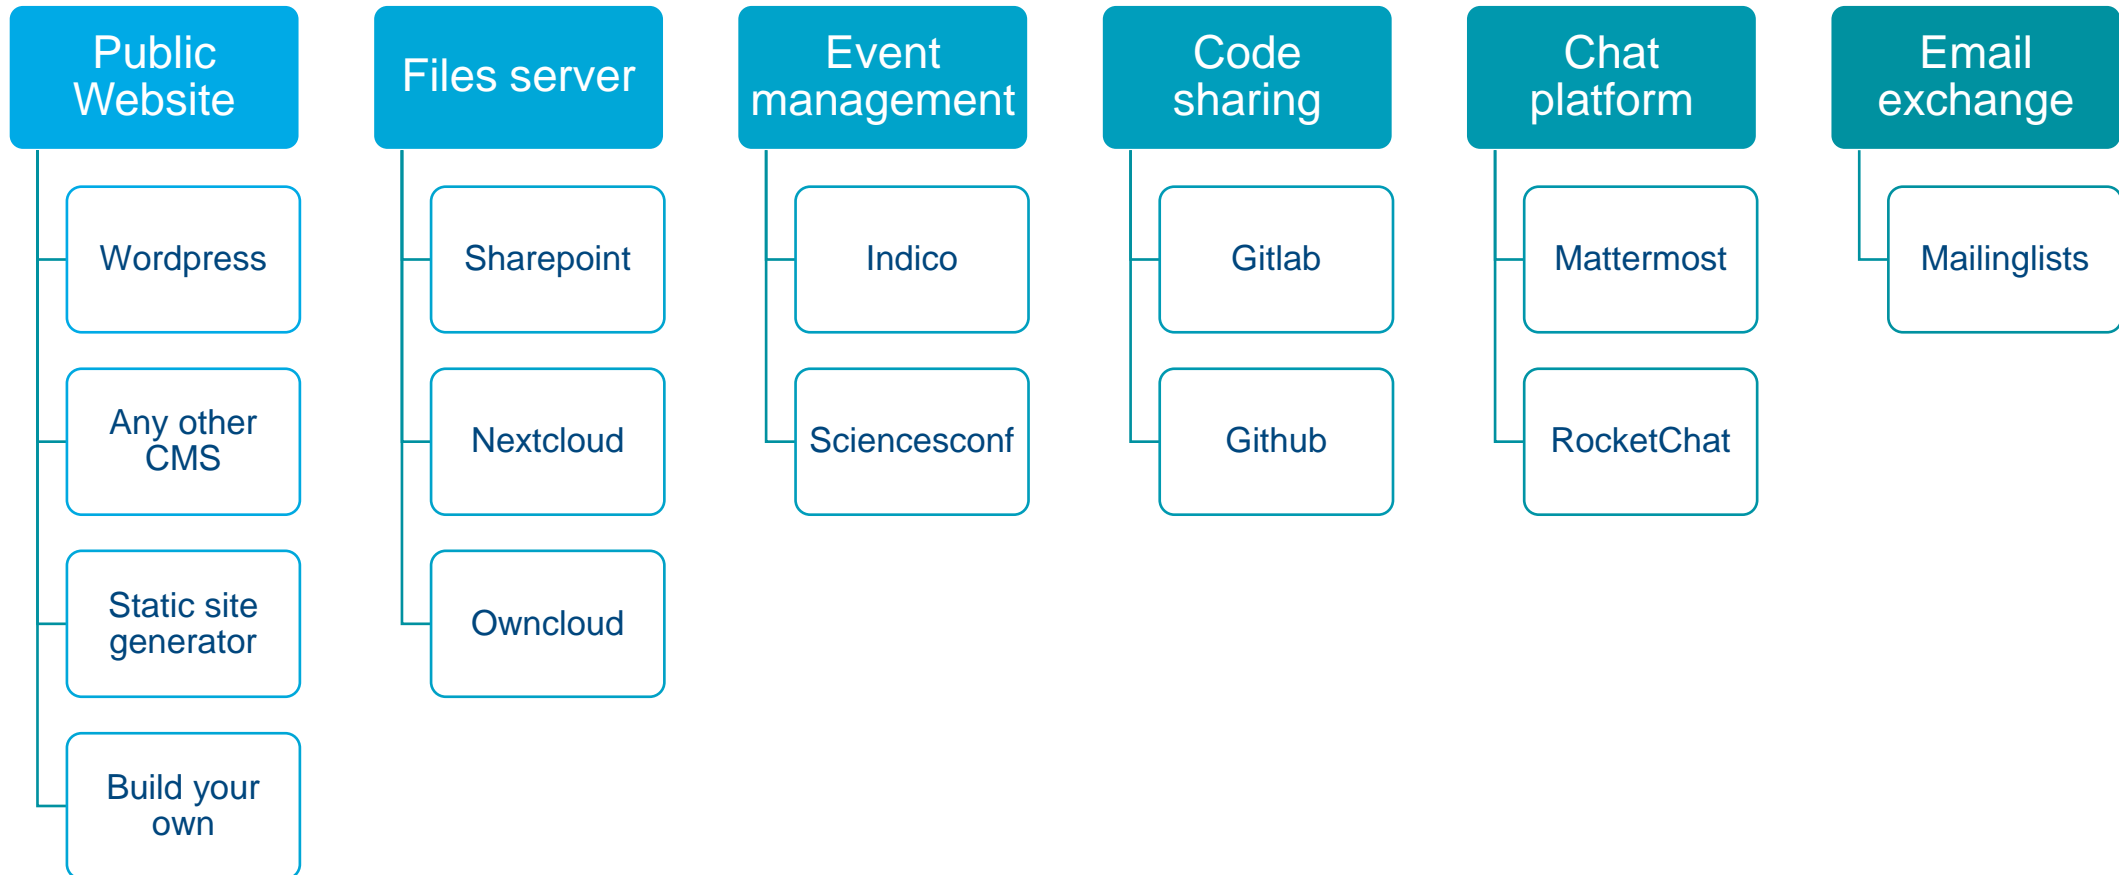 Public
Website
Wordpress
Any other
CMS
Static site
generator
Build your
own
Files server
Sharepoint
Nextcloud
Owncloud
Event
management
Indico
Sciencesconf
Code
sharing
Gitlab
Github
Chat
platform
Mattermost
RocketChat
Email
exchange
Mailinglists